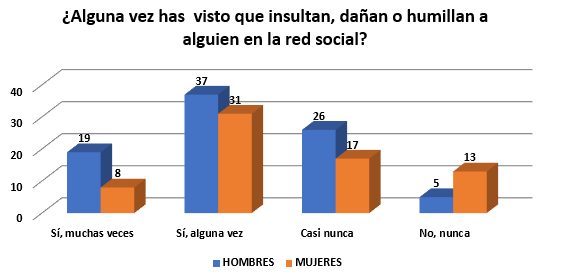 ¿Alguna vez has  visto que insultan, dañan o humillan a
alguien en la red social?
40
30
20
10
0
19
8
37
31
26
17
5
13
Sí, muchas veces
Sí, alguna vez
Casi nunca
No, nunca
HOMBRES
MUJERES